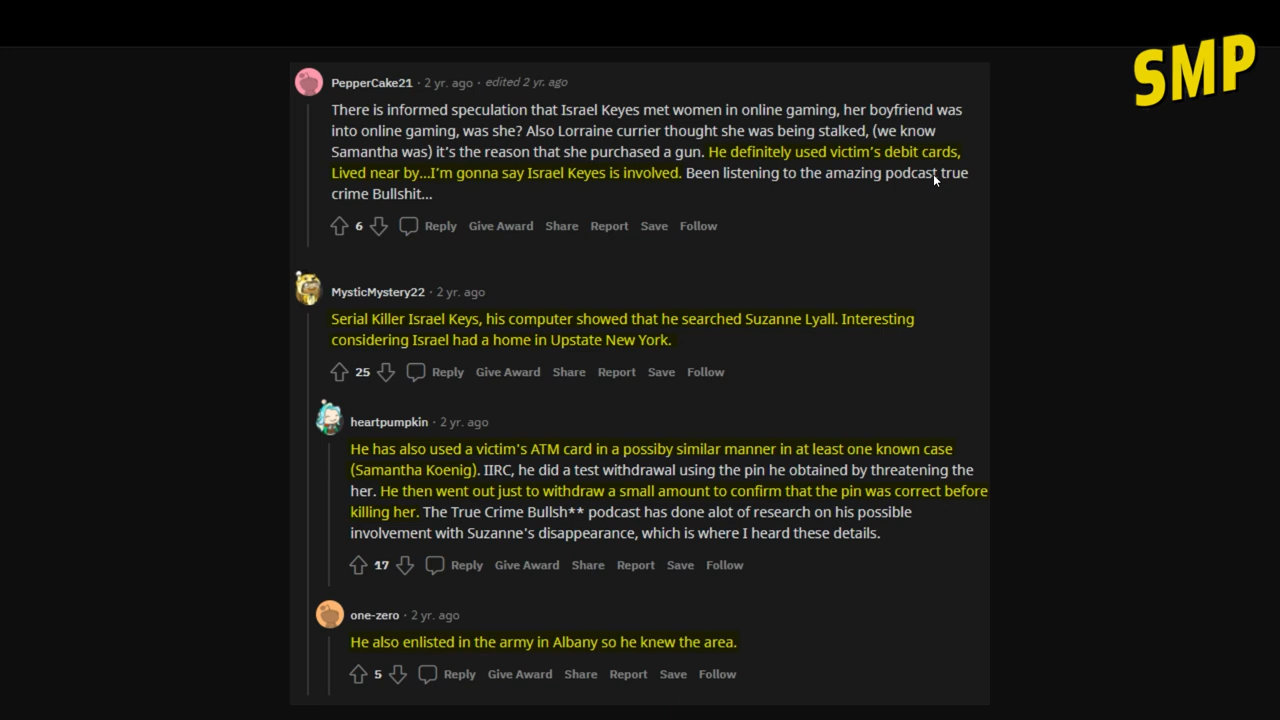 SMP
PepperCake21 · 2 yr. ago · edited 2 yr. ago
There is informed speculation that Israel Keyes met women in online gaming, her boyfriend was
into online gaming, was she? Also Lorraine currier thought she was being stalked, (we know
Samantha was) it’s the reason that she purchased a gun. He definitely used victim’s debit cards,
Lived near by...I’m gonna say Israel Keyes is involved. Been listening to the amazing podcast true
crime Bullshit...
6 Reply Give Award Share Report Save Follow
MysticMystery22 · 2 yr. ago
Serial Killer Israel Keys, his computer showed that he searched Suzanne Lyall. Interesting
considering Israel had a home in Upstate New York.
25 Reply Give Award Share Report Save Follow
heartpumpkin · 2 yr. ago
He has also used a victim's ATM card in a possiby similar manner in at least one known case
(Samantha Koenig). IIRC, he did a test withdrawal using the pin he obtained by threatening the
her. He then went out just to withdraw a small amount to confirm that the pin was correct before
killing her. The True Crime Bullsh** podcast has done alot of research on his possible
involvement with Suzanne's disappearance, which is where I heard these details.
17 Reply Give Award Share Report Save Follow
one-zero · 2 yr. ago
He also enlisted in the army in Albany so he knew the area.
5 Reply Give Award Share Report Save Follow